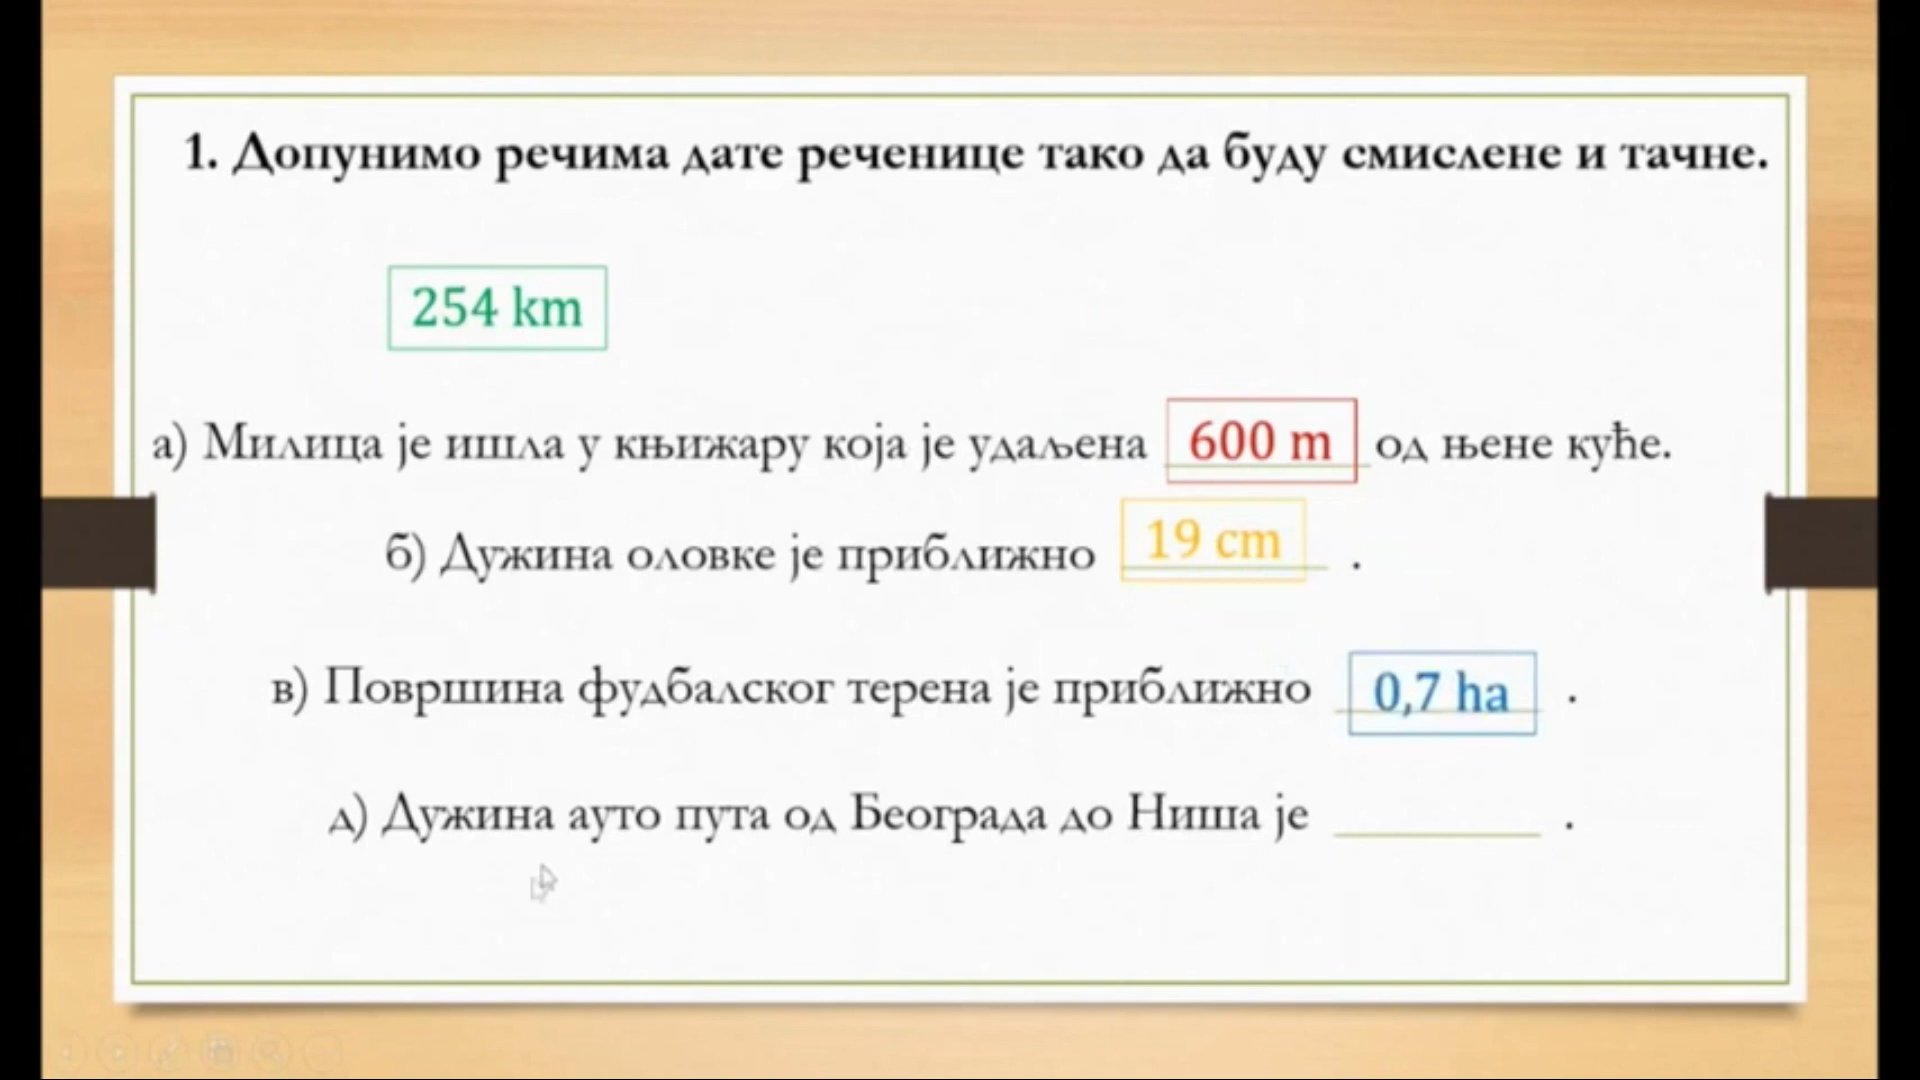 1. Допунимо речима дате реченице тако да буду смислене и тачне.
254 km
а) Милица је ишла у књижару која је удаљена 600 m од њене куће.
б) Дужина оловке је приближно 19 cm .
в) Површина фудбалског терена је приближно 0,7 ha .
д) Дужина ауто пута од Београда до Ниша је ________ .